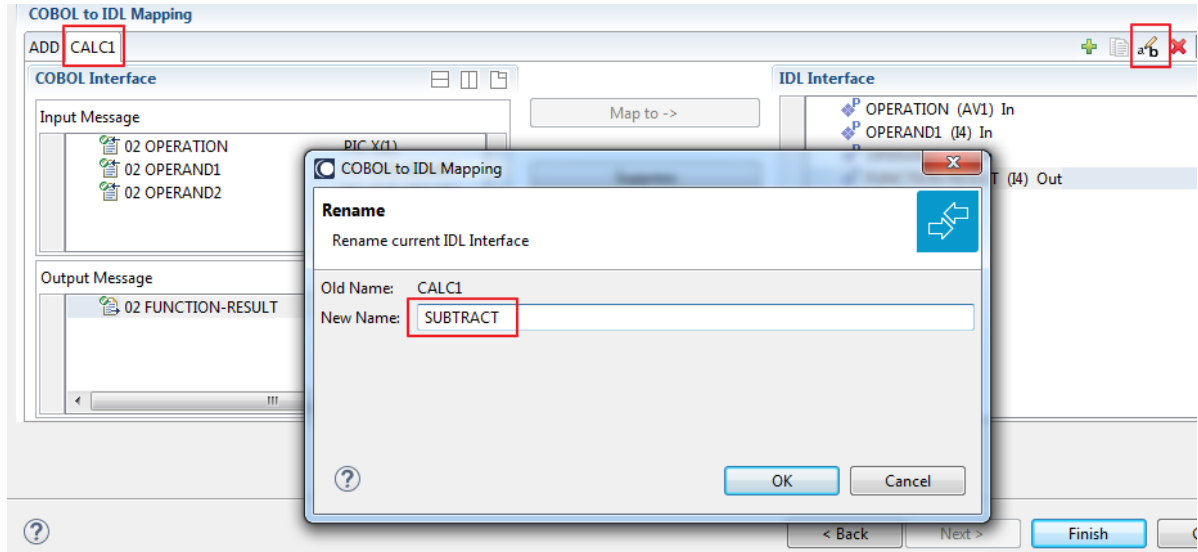 COBOL to IDL Mapping
ADD CALC1
COBOL Interface
IDL Interface
Input Message
Map to ->
OPERATION (AV1) In
OPERAND1 (I4) In
T (I4) Out
02 OPERATION PIC X(1)
02 OPERAND1
02 OPERAND2
Output Message
02 FUNCTION-RESULT
COBOL to IDL Mapping
Rename
Rename current IDL Interface
Old Name: CALC1
New Name: SUBTRACT
OK Cancel
< Back Next > Finish